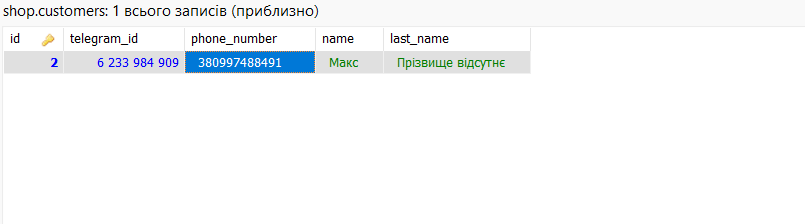 shop.customers: 1 всього записів (приблизно)
id telegram_id phone_number name last_name
2 6 233 984 909 380997488491 Макс Прізвище відсутнє